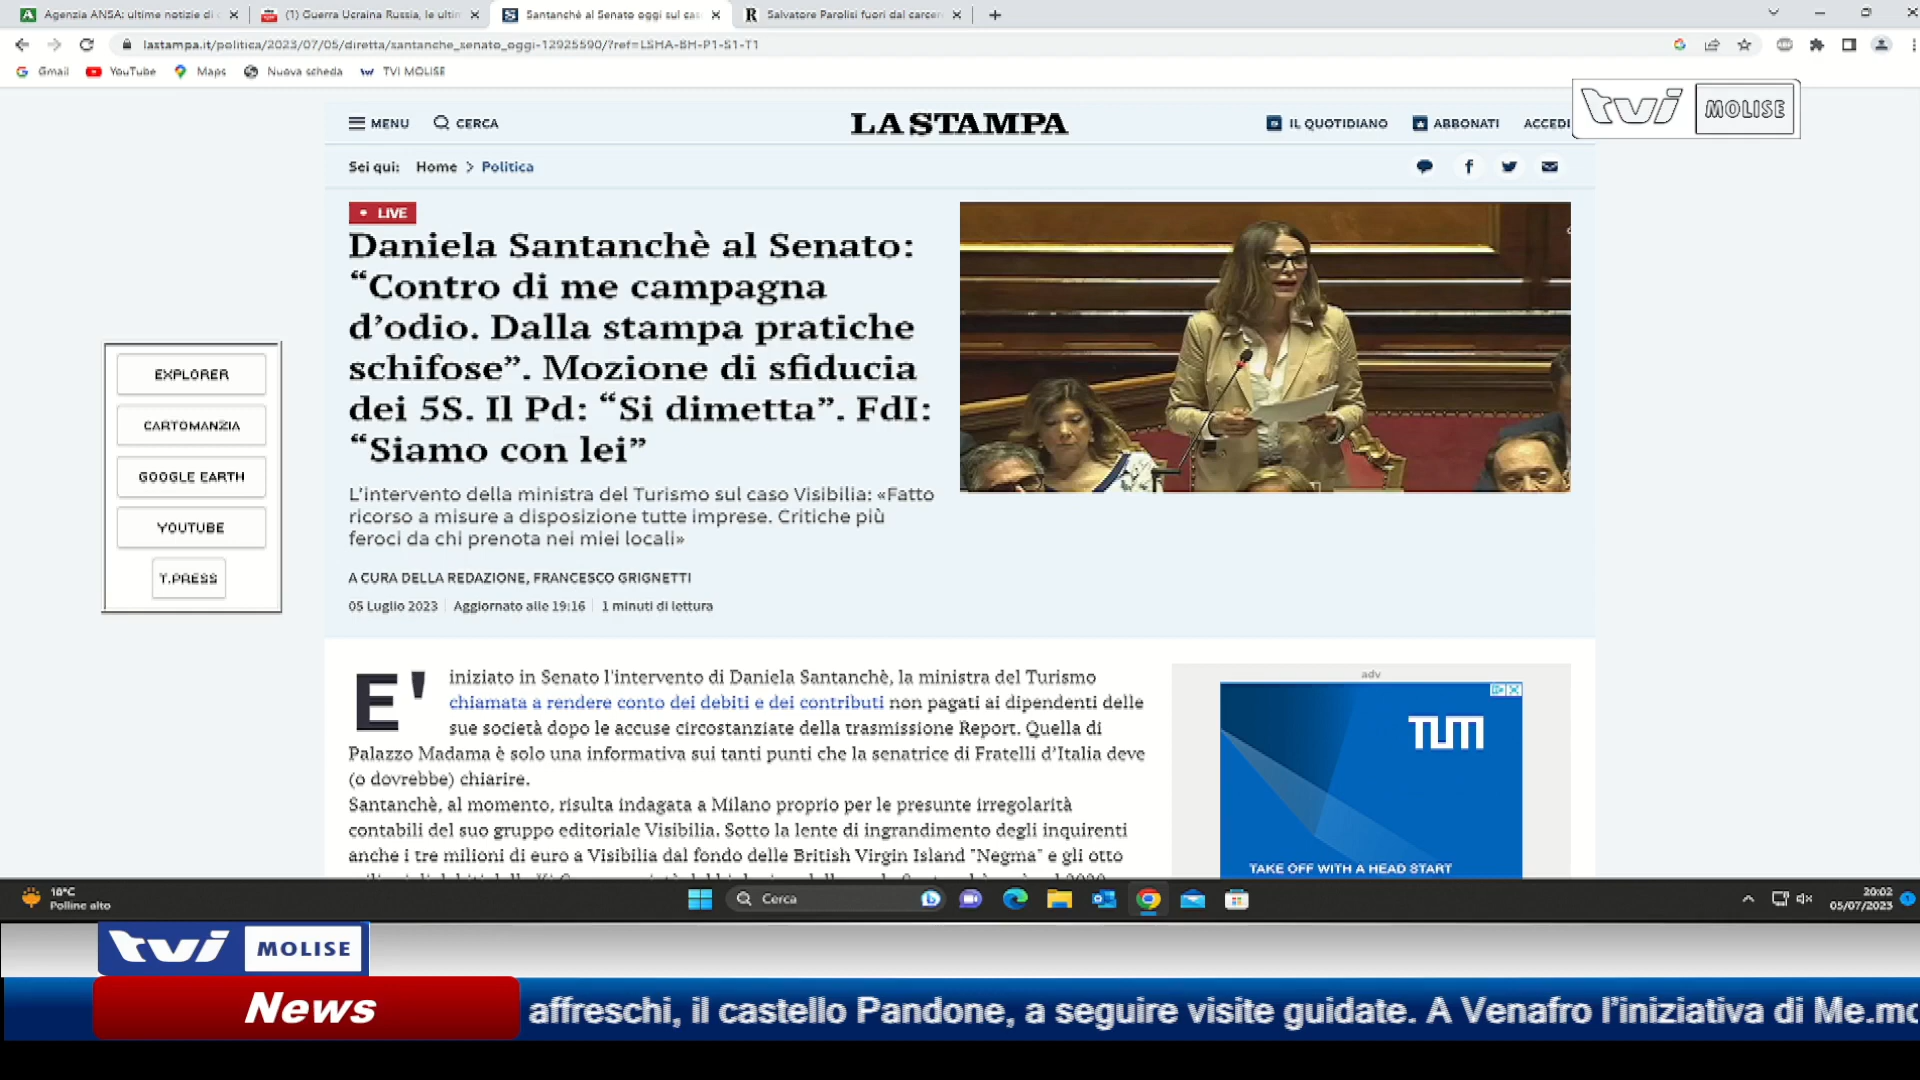 Agenzia ANSA: ultime notizie di
(1) Guerra Ucraina Russia, le ultin
Santanchè al Senato oggi sul cas
Salvatore Parolisi fuori dal carcer
lastampa.it/politica/2023/07/05/diretta/santanche_senato_oggi-12925590/?ref=LSHA-BH-P1-S1-T1
Gmail YouTube Maps Nuova scheda TVI MOLISE
tvi MOLISE
MENU CERCA
LA STAMPA
IL QUOTIDIANO ABBONATI ACCEDI
Sei qui: Home > Politica
LIVE
Daniela Santanchè al Senato:
“Contro di me campagna
d’odio. Dalla stampa pratiche
schifose”. Mozione di sfiducia
dei 5S. Il Pd: “Si dimetta”. FdI:
“Siamo con lei”
L’intervento della ministra del Turismo sul caso Visibilia: «Fatto
ricorso a misure a disposizione tutte imprese. Critiche più
feroci da chi prenota nei miei locali»
A CURA DELLA REDAZIONE, FRANCESCO GRIGNETTI
05 Luglio 2023 Aggiornato alle 19:16 1 minuti di lettura
EXPLORER
CARTOMANZIA
GOOGLE EARTH
YOUTUBE
T.PRESS
E' iniziato in Senato l'intervento di Daniela Santanchè, la ministra del Turismo
chiamata a rendere conto dei debiti e dei contributi non pagati ai dipendenti delle
sue società dopo le accuse circostanziate della trasmissione Report. Quella di
Palazzo Madama è solo una informativa sui tanti punti che la senatrice di Fratelli d’Italia deve
(o dovrebbe) chiarire.
Santanchè, al momento, risulta indagata a Milano proprio per le presunte irregolarità
contabili del suo gruppo editoriale Visibilia. Sotto la lente di ingrandimento degli inquirenti
anche i tre milioni di euro a Visibilia dal fondo delle British Virgin Island "Negma" e gli otto
adv
TUM
TAKE OFF WITH A HEAD START
18°C
Polline alto
Cerca
20:02
05/07/2023
tvi MOLISE
News
affreschi, il castello Pandone, a seguire visite guidate. A Venafro l’iniziativa di Me.mo